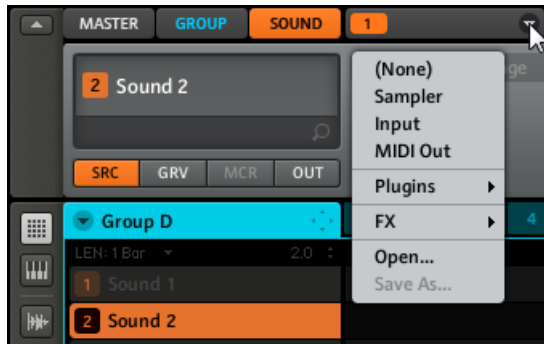 MASTER GROUP SOUND 1
2 Sound 2
SRC GRV MCR OUT
(None)
Sampler
Input
MIDI Out
Plugins
FX
Open...
Save As...
Group D
4
LEN: 1 Bar 2.0
1 Sound 1
2 Sound 2